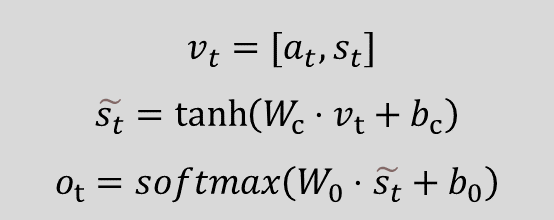 v_t = [a_t, s_t]
s̃_t = tanh(W_c · v_t + b_c)
o_t = softmax(W_0 · s̃_t + b_0)